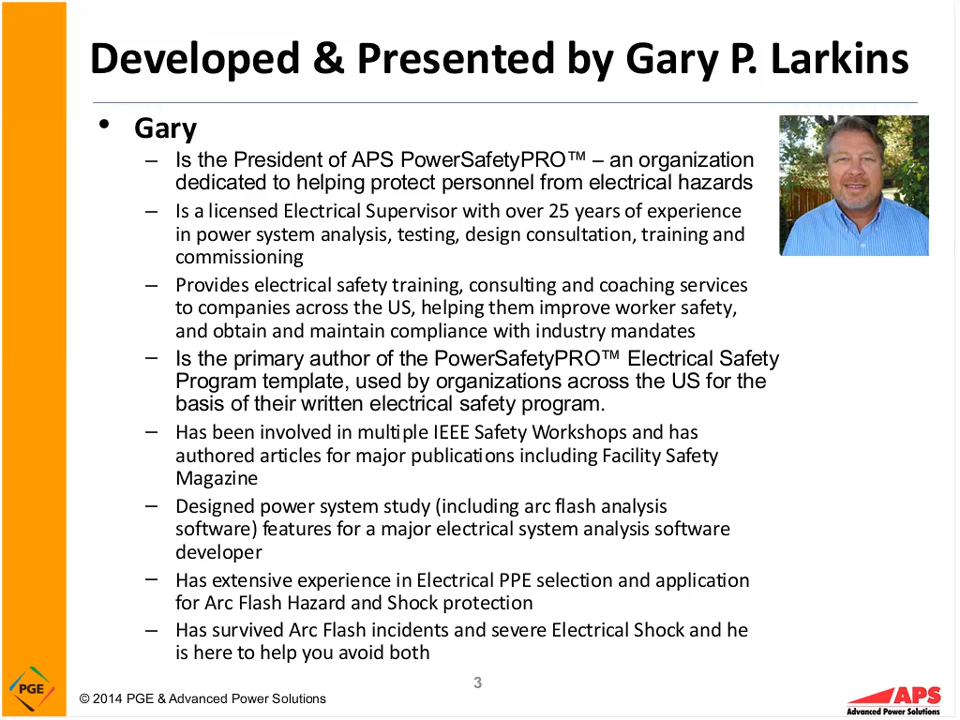 Developed & Presented by Gary P. Larkins
• Gary
– Is the President of APS PowerSafetyPRO™ – an organization
dedicated to helping protect personnel from electrical hazards
– Is a licensed Electrical Supervisor with over 25 years of experience
in power system analysis, testing, design consultation, training and
commissioning
– Provides electrical safety training, consulting and coaching services
to companies across the US, helping them improve worker safety,
and obtain and maintain compliance with industry mandates
– Is the primary author of the PowerSafetyPRO™ Electrical Safety
Program template, used by organizations across the US for the
basis of their written electrical safety program.
– Has been involved in multiple IEEE Safety Workshops and has
authored articles for major publications including Facility Safety
Magazine
– Designed power system study (including arc flash analysis
software) features for a major electrical system analysis software
developer
– Has extensive experience in Electrical PPE selection and application
for Arc Flash Hazard and Shock protection
– Has survived Arc Flash incidents and severe Electrical Shock and he
is here to help you avoid both
3
PGE
© 2014 PGE & Advanced Power Solutions
APS
Advanced Power Solutions